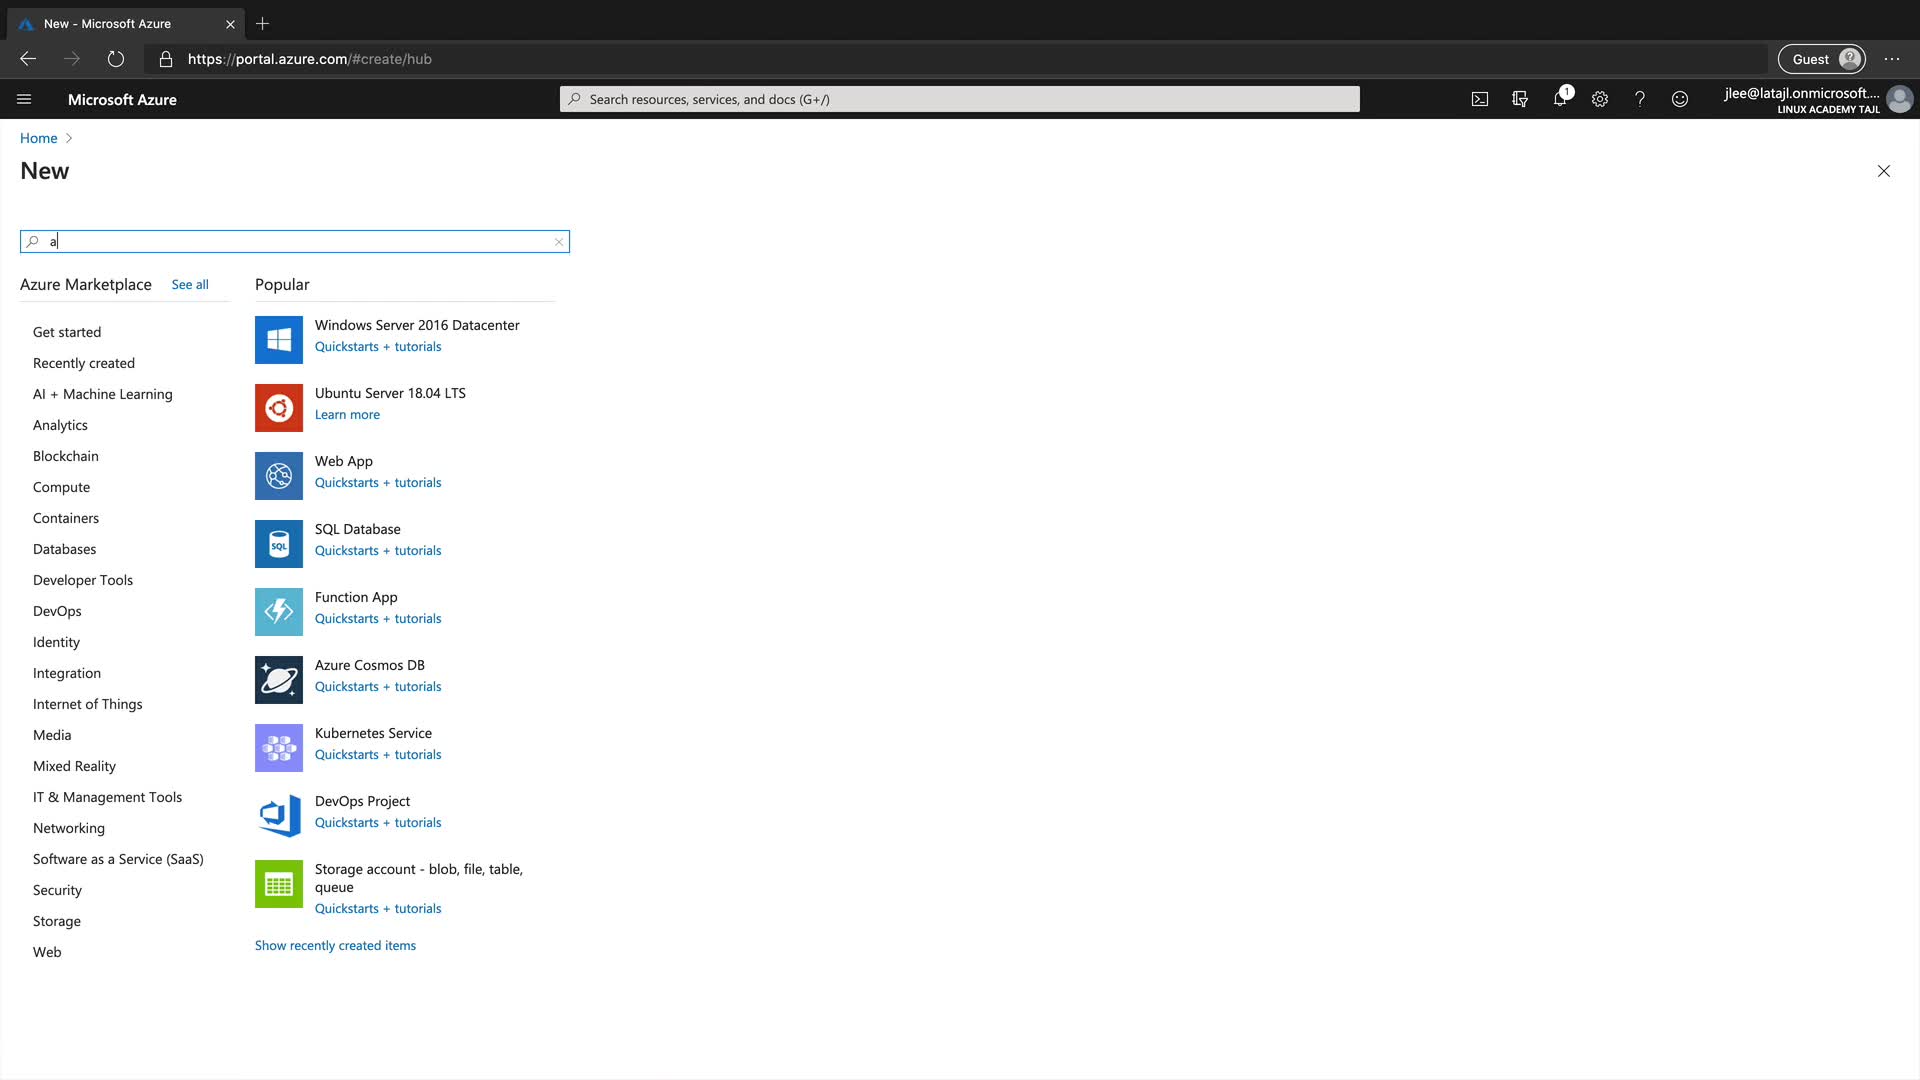 New - Microsoft Azure
https://portal.azure.com/#create/hub
Guest
Microsoft Azure
Search resources, services, and docs (G+/)
1
jlee@latajl.onmicrosoft....
LINUX ACADEMY TAJL
Home
New
a
Azure Marketplace See all
Get started
Recently created
AI + Machine Learning
Analytics
Blockchain
Compute
Containers
Databases
Developer Tools
DevOps
Identity
Integration
Internet of Things
Media
Mixed Reality
IT & Management Tools
Networking
Software as a Service (SaaS)
Security
Storage
Web
Popular
Windows Server 2016 Datacenter
Quickstarts + tutorials
Ubuntu Server 18.04 LTS
Learn more
Web App
Quickstarts + tutorials
SQL
SQL Database
Quickstarts + tutorials
Function App
Quickstarts + tutorials
Azure Cosmos DB
Quickstarts + tutorials
Kubernetes Service
Quickstarts + tutorials
DevOps Project
Quickstarts + tutorials
Storage account - blob, file, table,
queue
Quickstarts + tutorials
Show recently created items